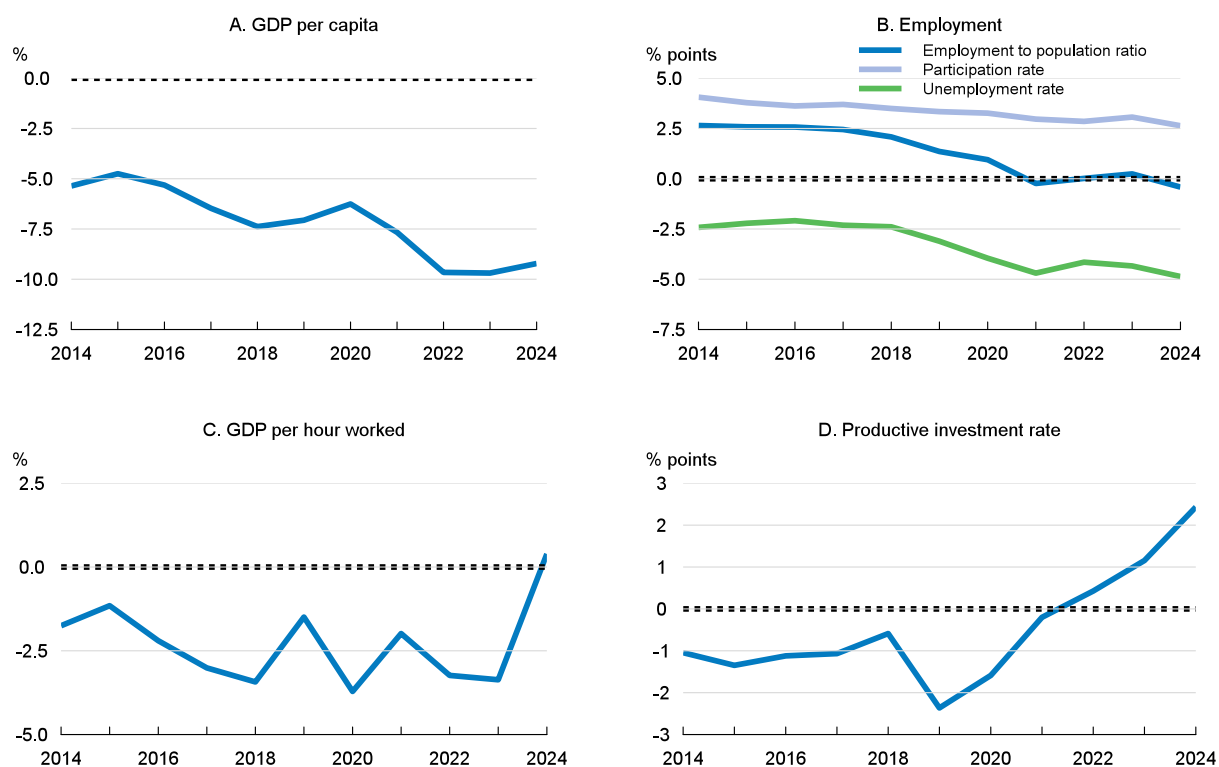 A. GDP per capita
%
0.0
-2.5
-5.0
-7.5
-10.0
-12.5
2014 2016 2018 2020 2022 2024
B. Employment
% points
Employment to population ratio
Participation rate
Unemployment rate
5.0
2.5
0.0
-2.5
-5.0
-7.5
2014 2016 2018 2020 2022 2024
C. GDP per hour worked
%
2.5
0.0
-2.5
-5.0
2014 2016 2018 2020 2022 2024
D. Productive investment rate
% points
3
2
1
0
-1
-2
-3
2014 2016 2018 2020 2022 2024